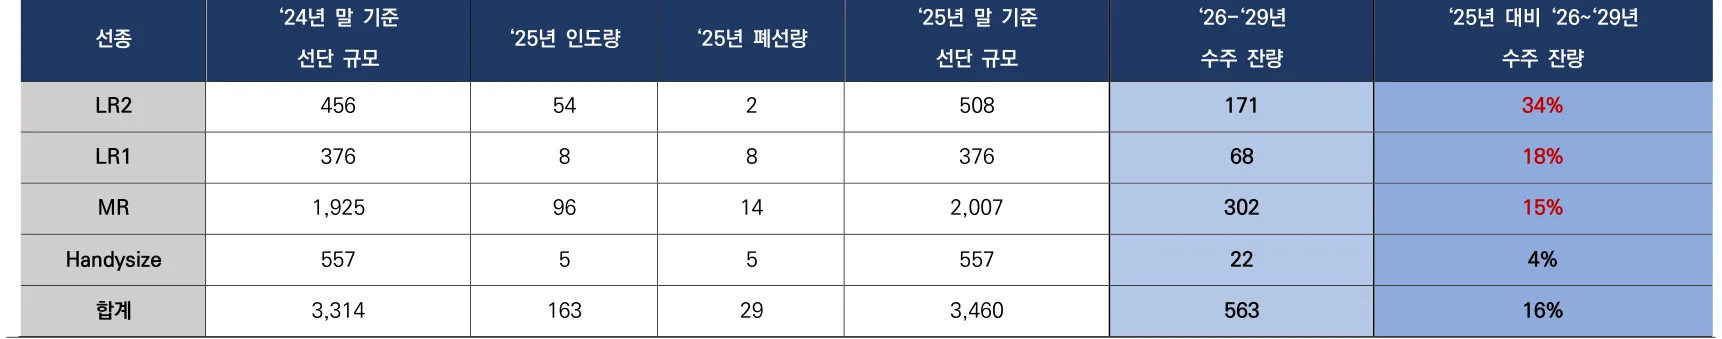 선종 ‘24년 말 기준 선단 규모 ‘25년 인도량 ‘25년 폐선량 ‘25년 말 기준 선단 규모 ‘26-‘29년 수주 잔량 ‘25년 대비 ‘26~‘29년 수주 잔량
LR2 456 54 2 508 171 34%
LR1 376 8 8 376 68 18%
MR 1,925 96 14 2,007 302 15%
Handysize 557 5 5 557 22 4%
합계 3,314 163 29 3,460 563 16%